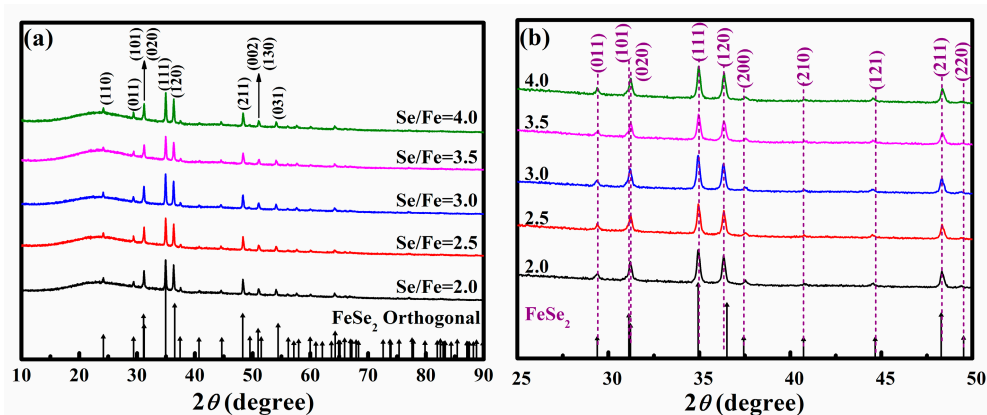 (a)
(110)
(011)
(101)
(020)
(111)
(120)
(211)
(002)
(130)
(031)
Se/Fe=4.0
Se/Fe=3.5
Se/Fe=3.0
Se/Fe=2.5
Se/Fe=2.0
FeSe₂ Orthogonal
10 20 30 40 50 60 70 80 90
2θ (degree)
(b)
(011)
(101)
(020)
(111)
(120)
(200)
(210)
(121)
(211)
(220)
4.0
3.5
3.0
2.5
2.0
FeSe₂
25 30 35 40 45 50
2θ (degree)